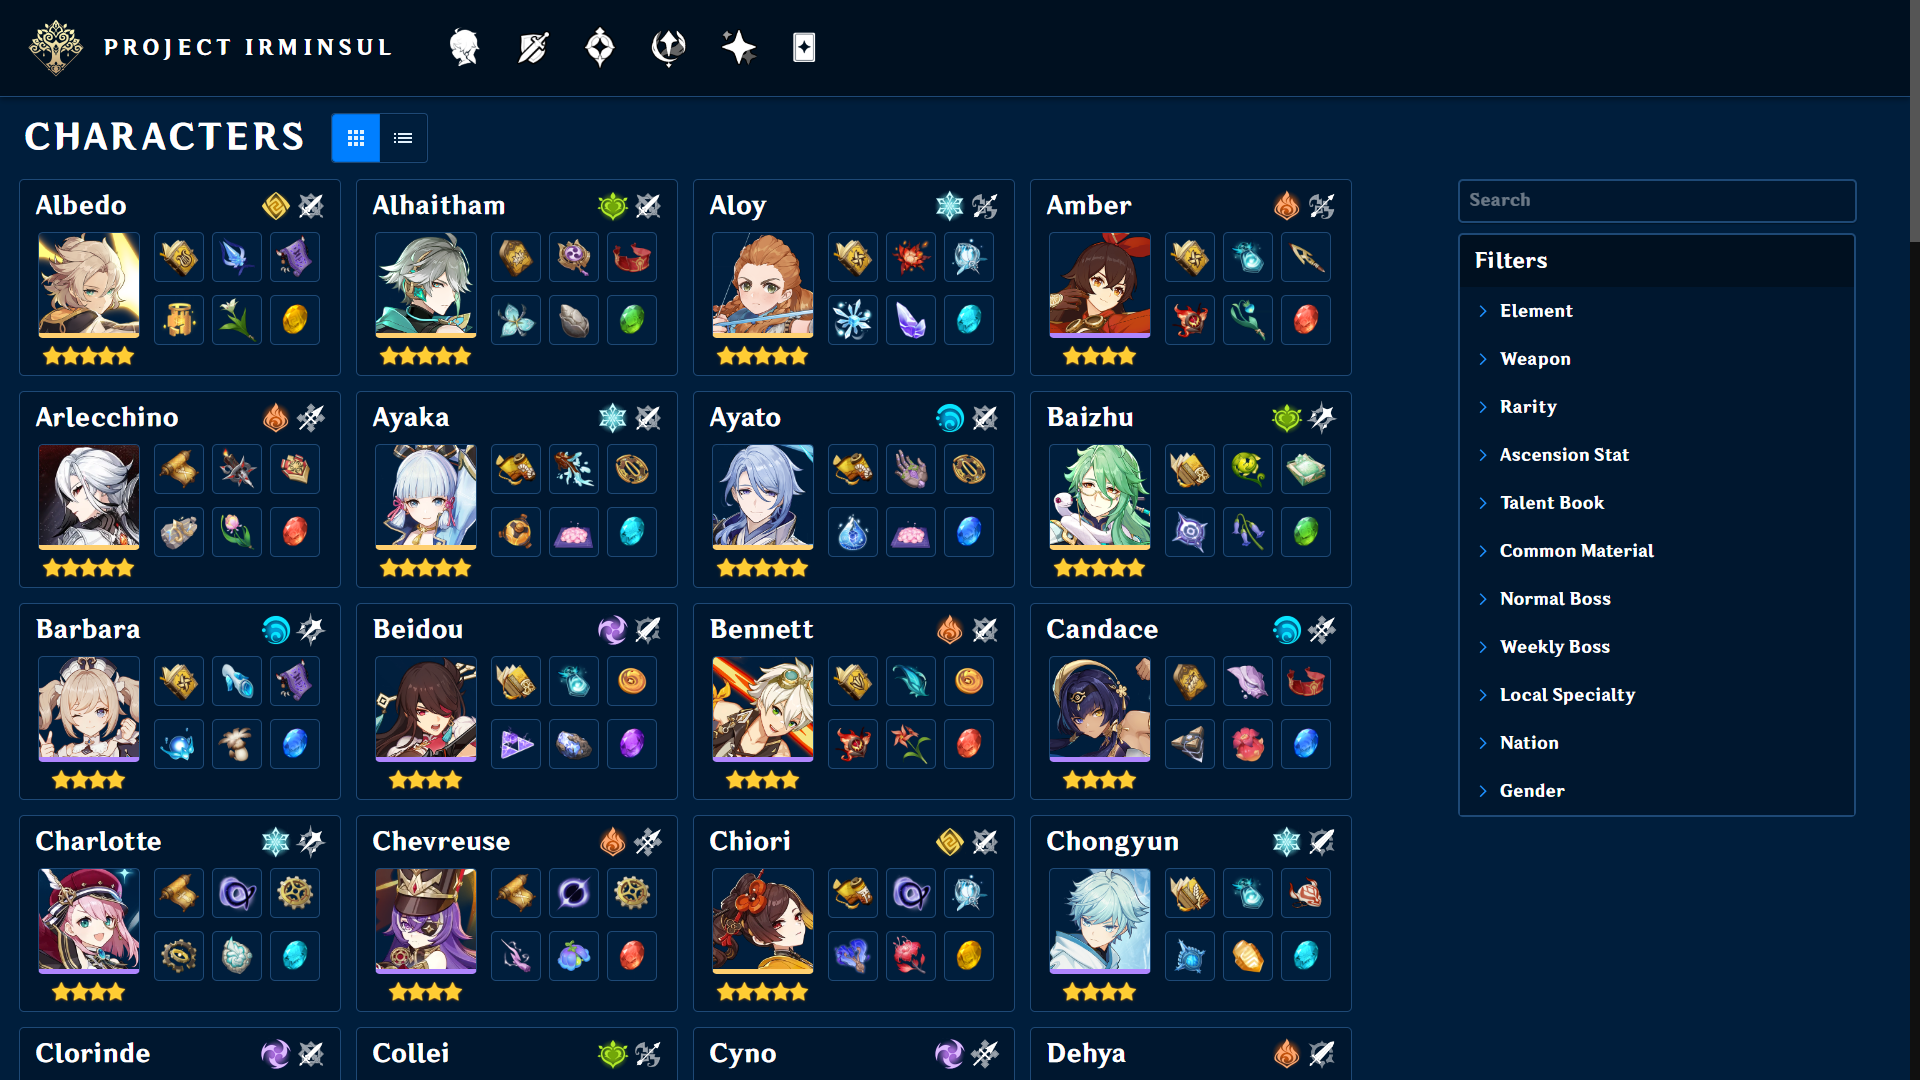 PROJECT IRMINSUL
CHARACTERS
Albedo
Alhaitham
Aloy
Amber
Arlecchino
Ayaka
Ayato
Baizhu
Barbara
Beidou
Bennett
Candace
Charlotte
Chevreuse
Chiori
Chongyun
Clorinde
Collei
Cyno
Dehya
Search
Filters
Element
Weapon
Rarity
Ascension Stat
Talent Book
Common Material
Normal Boss
Weekly Boss
Local Specialty
Nation
Gender